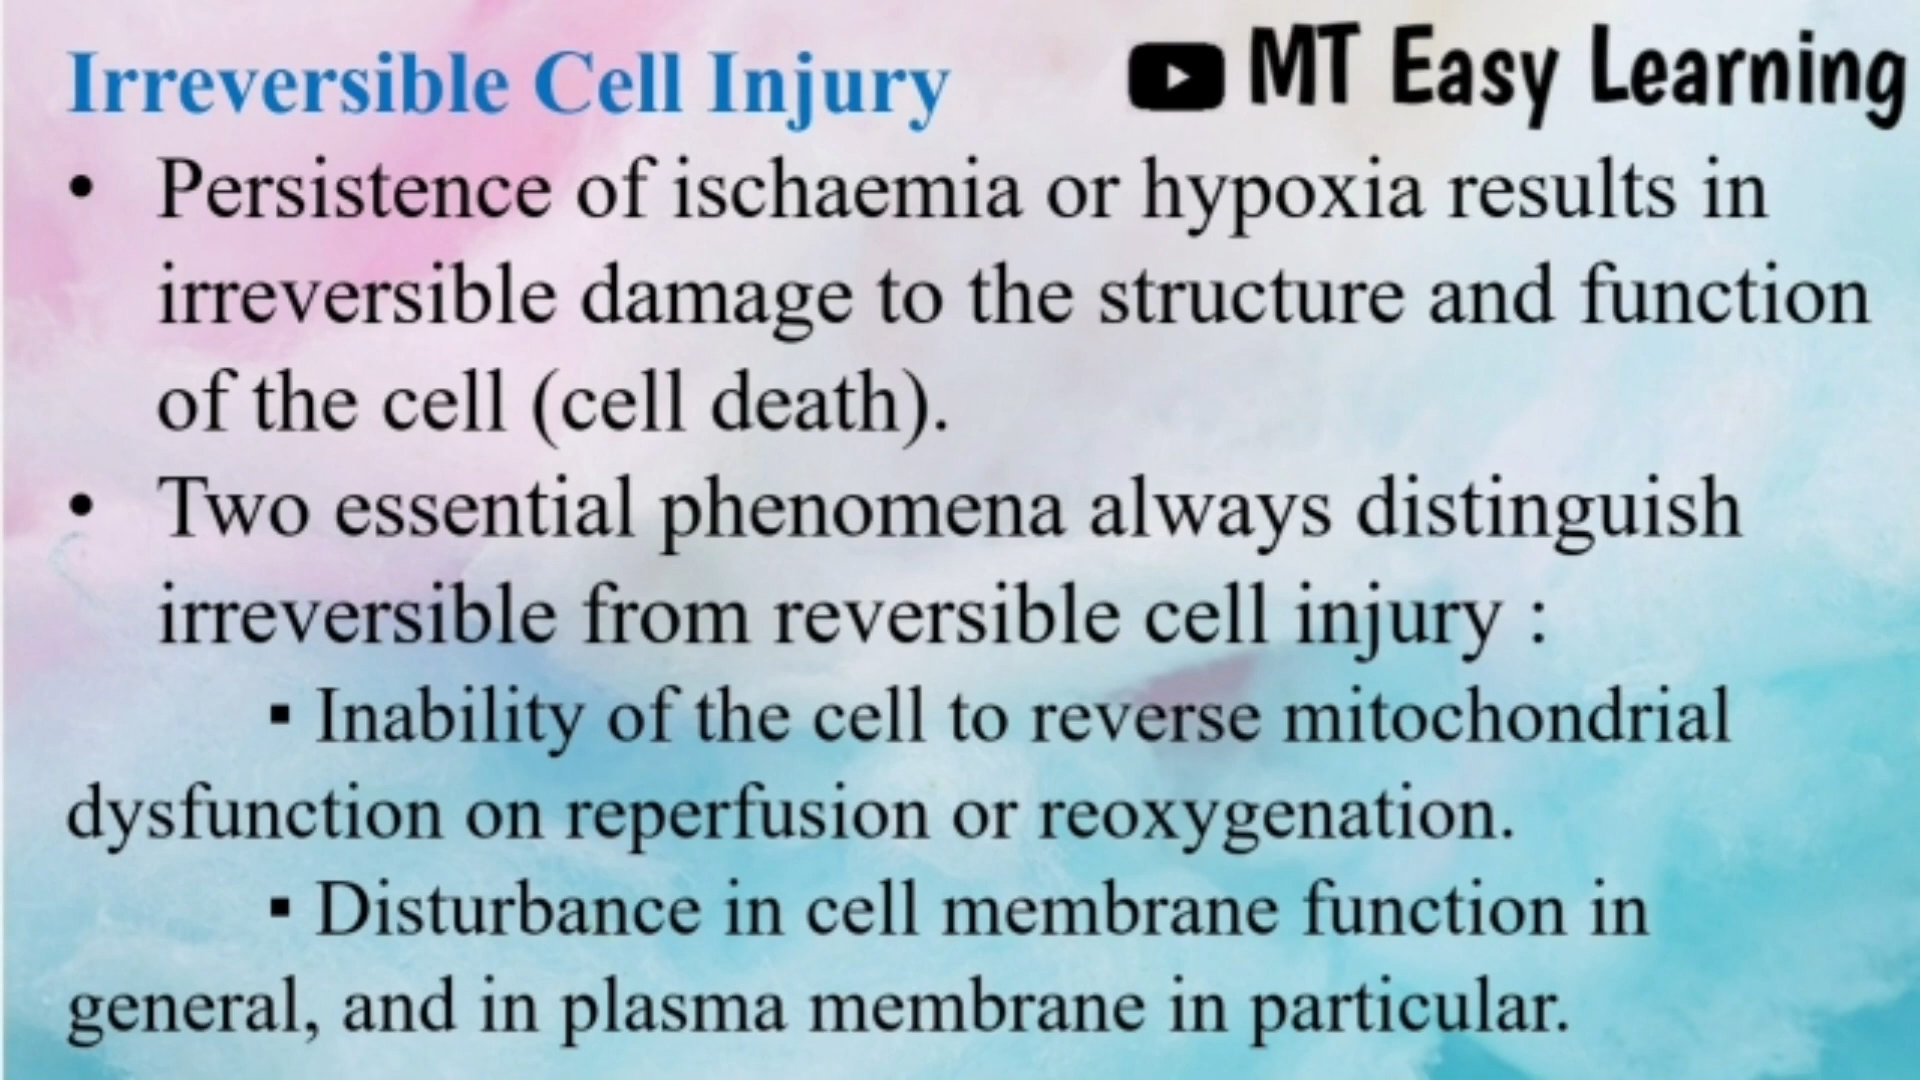 Irreversible Cell Injury
MT Easy Learning
• Persistence of ischaemia or hypoxia results in
irreversible damage to the structure and function
of the cell (cell death).
• Two essential phenomena always distinguish
irreversible from reversible cell injury :
▪ Inability of the cell to reverse mitochondrial
dysfunction on reperfusion or reoxygenation.
▪ Disturbance in cell membrane function in
general, and in plasma membrane in particular.